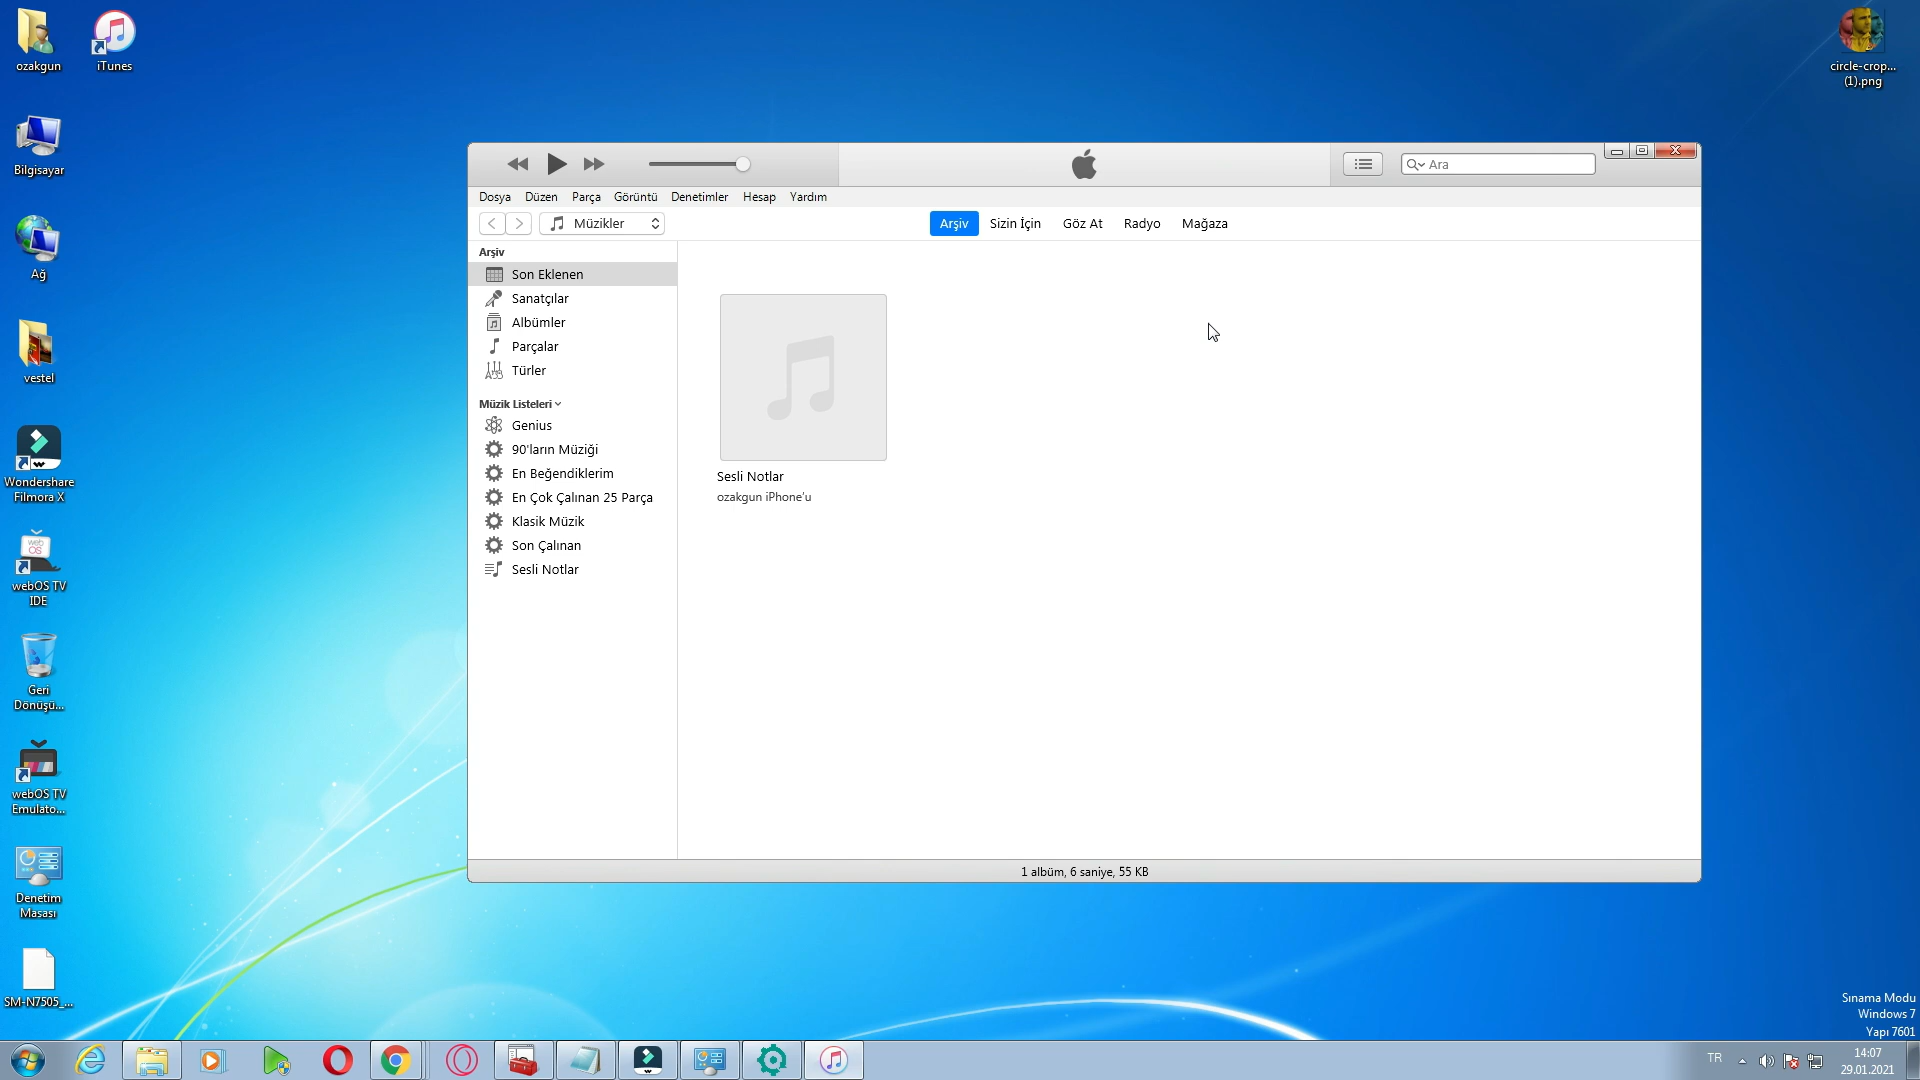 ozakgun
iTunes
Bilgisayar
Ağ
vestel
Wondershare
Filmora X
web
OS
webOS TV
IDE
Geri
Dönüşü...
webOS TV
Emulato...
Denetim
Masası
SM-N7505_...
circle-crop...
(1).png
Ara
Dosya Düzen Parça Görüntü Denetimler Hesap Yardım
Müzikler
Arşiv Sizin İçin Göz At Radyo Mağaza
Arşiv
Son Eklenen
Sanatçılar
Albümler
Parçalar
Türler
Müzik Listeleri
Genius
90'ların Müziği
En Beğendiklerim
En Çok Çalınan 25 Parça
Klasik Müzik
Son Çalınan
Sesli Notlar
Sesli Notlar
ozakgun iPhone'u
1 albüm, 6 saniye, 55 KB
Sınama Modu
Windows 7
Yapı 7601
TR
14:07
29.01.2021